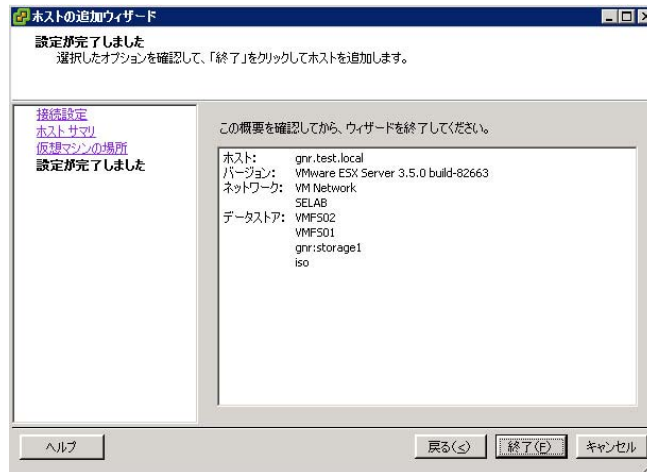 ホストの追加ウィザード
設定が完了しました
選択したオプションを確認して、「終了」をクリックしてホストを追加します。
接続設定
ホスト サマリ
仮想マシンの場所
設定が完了しました
この概要を確認してから、ウィザードを終了してください。
ホスト: gnr.test.local
バージョン: VMware ESX Server 3.5.0 build-82663
ネットワーク: VM Network
SELAB
データストア: VMFS02
VMFS01
gnr:storage1
iso
ヘルプ
戻る(<)
終了(F)
キャンセル